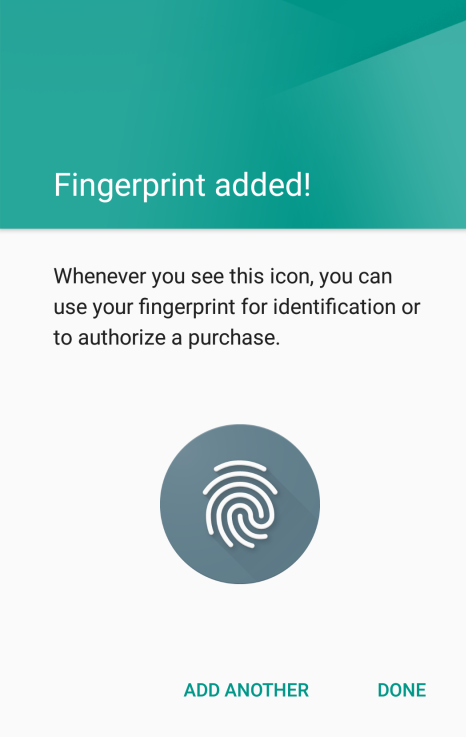 Fingerprint added!
Whenever you see this icon, you can
use your fingerprint for identification or
to authorize a purchase.
ADD ANOTHER DONE